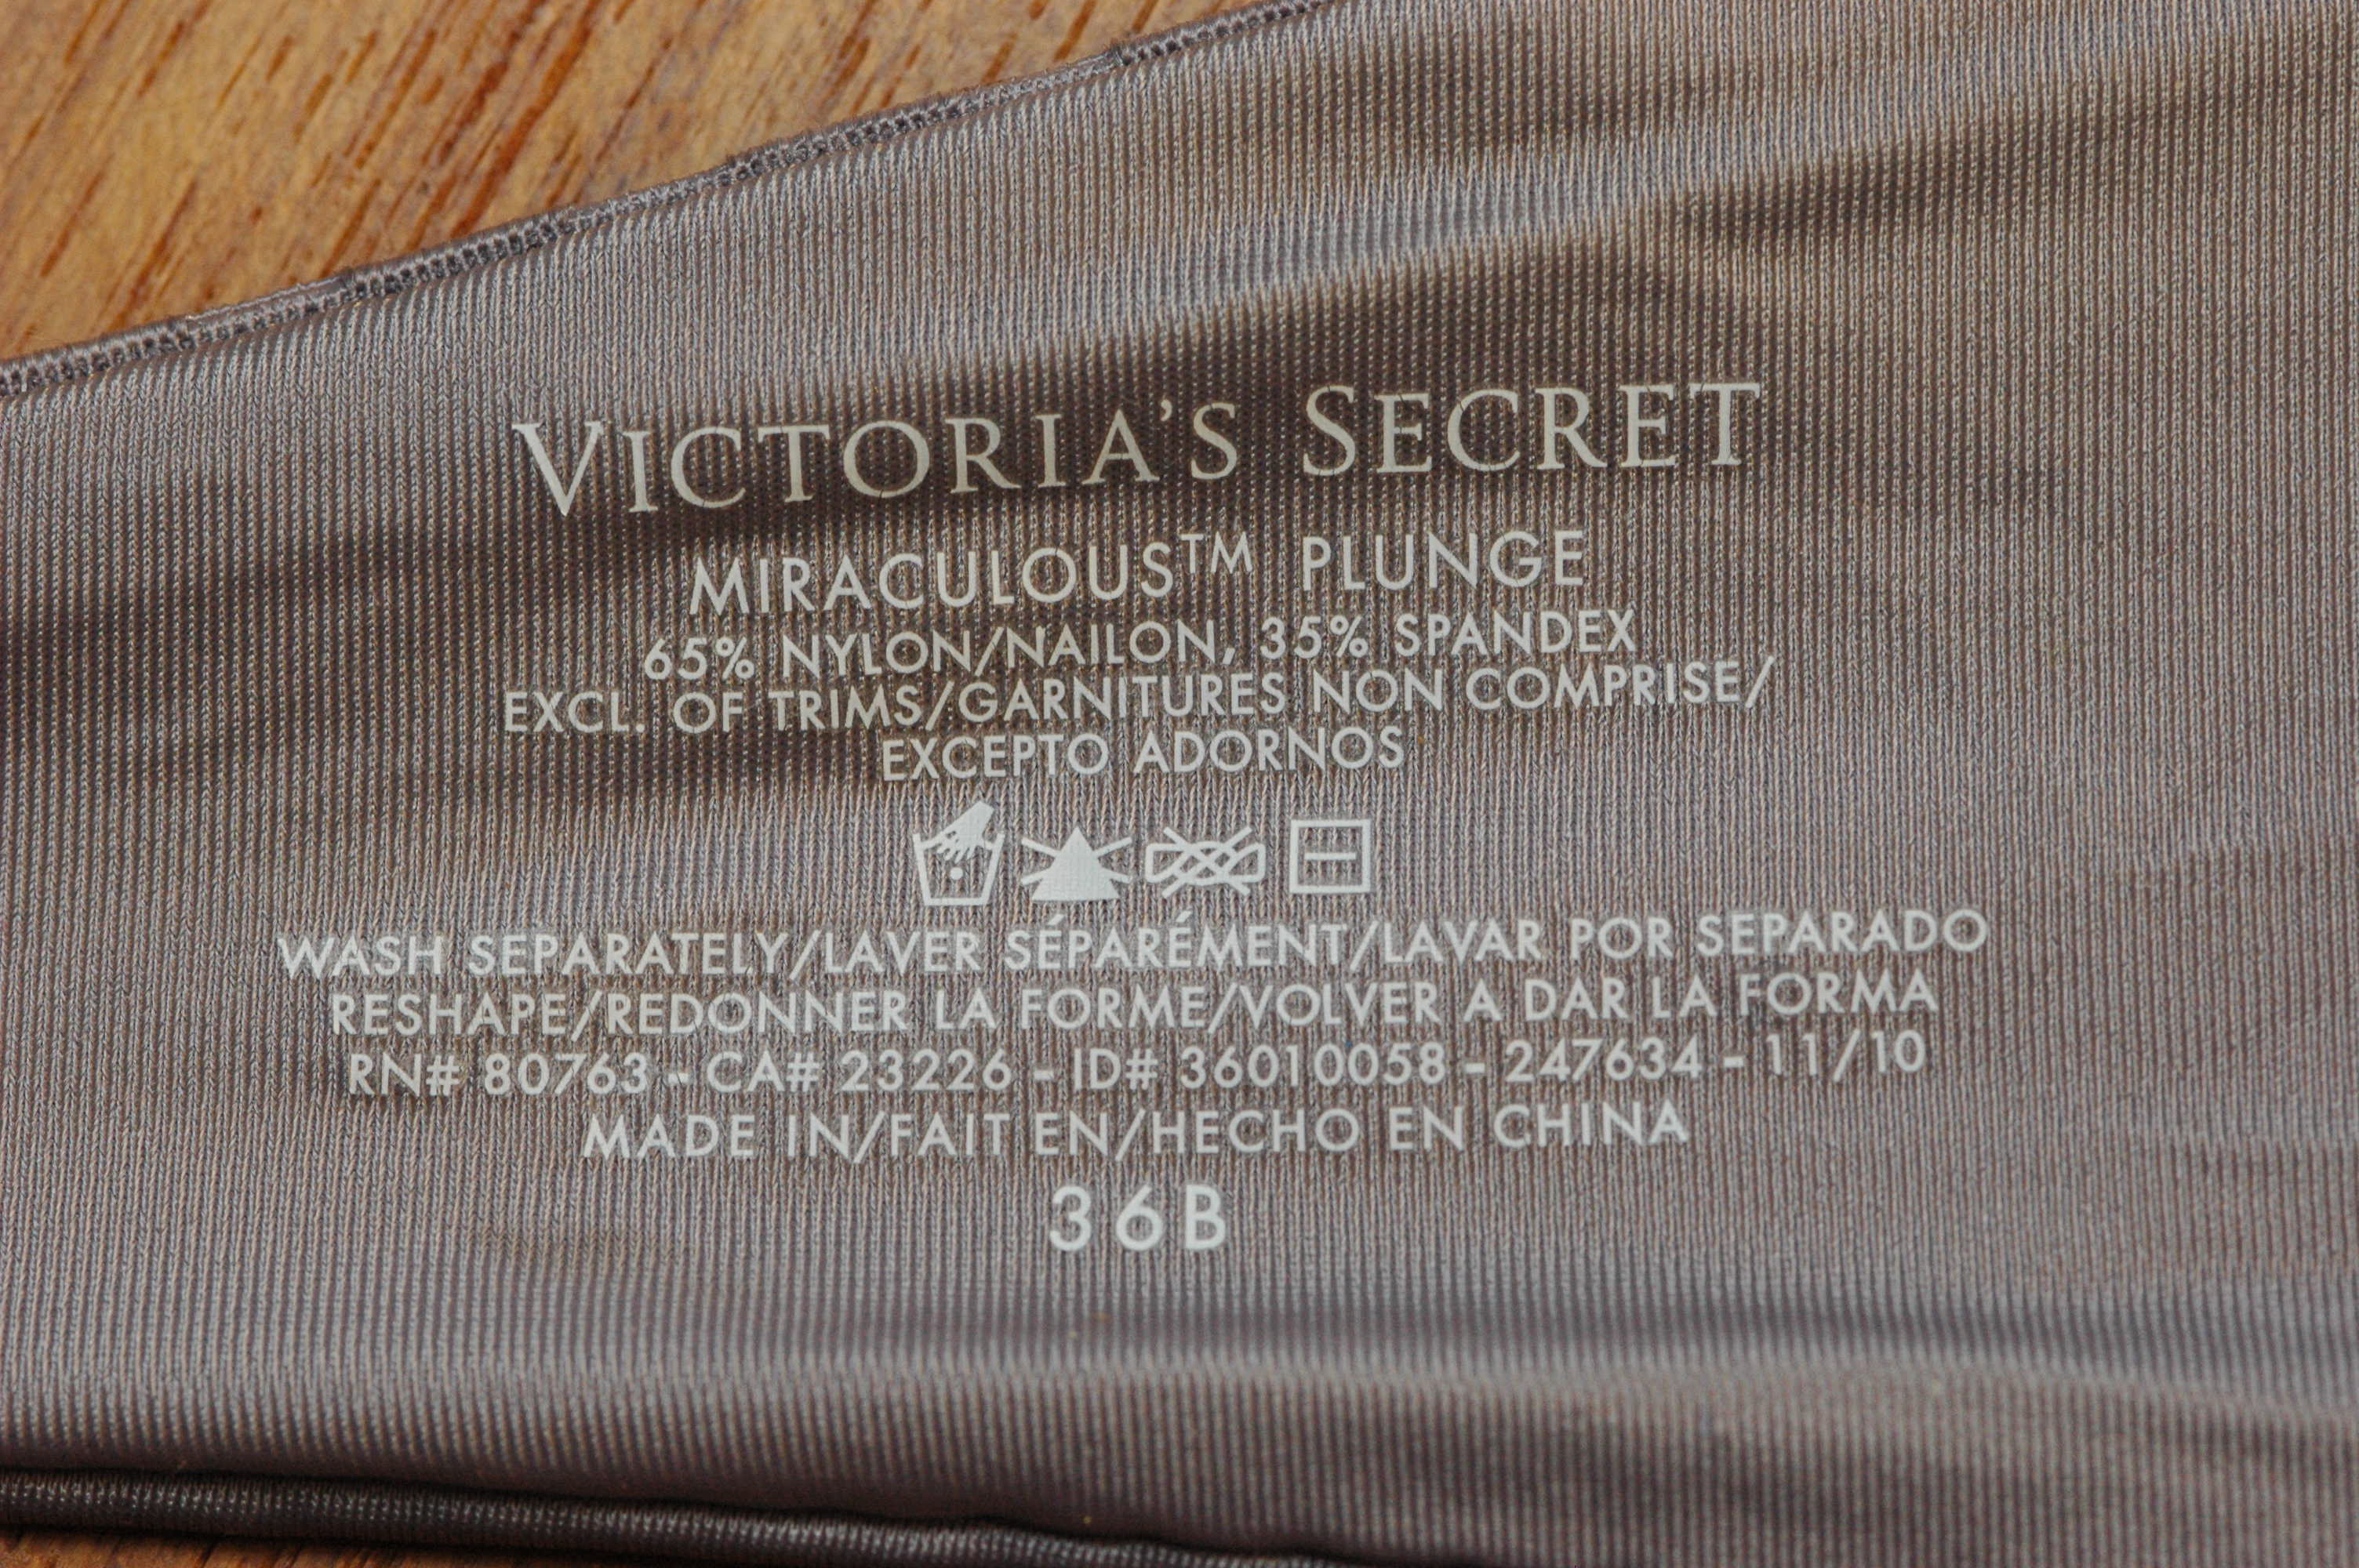 VICTORIA'S SECRET
MIRACULOUS™ PLUNGE
65% NYLON/NAILON, 35% SPANDEX
EXCL. OF TRIMS/GARNITURES NON COMPRISE/
EXCEPTO ADORNOS
WASH SEPARATELY/LAVER SÉPARÉMENT/LAVAR POR SEPARADO
RESHAPE/REDONNER LA FORME/VOLVER A DAR LA FORMA
RN# 80763 - CA# 23226 - ID# 36010058 - 247634 - 11/10
MADE IN/FAIT EN/HECHO EN CHINA
36B